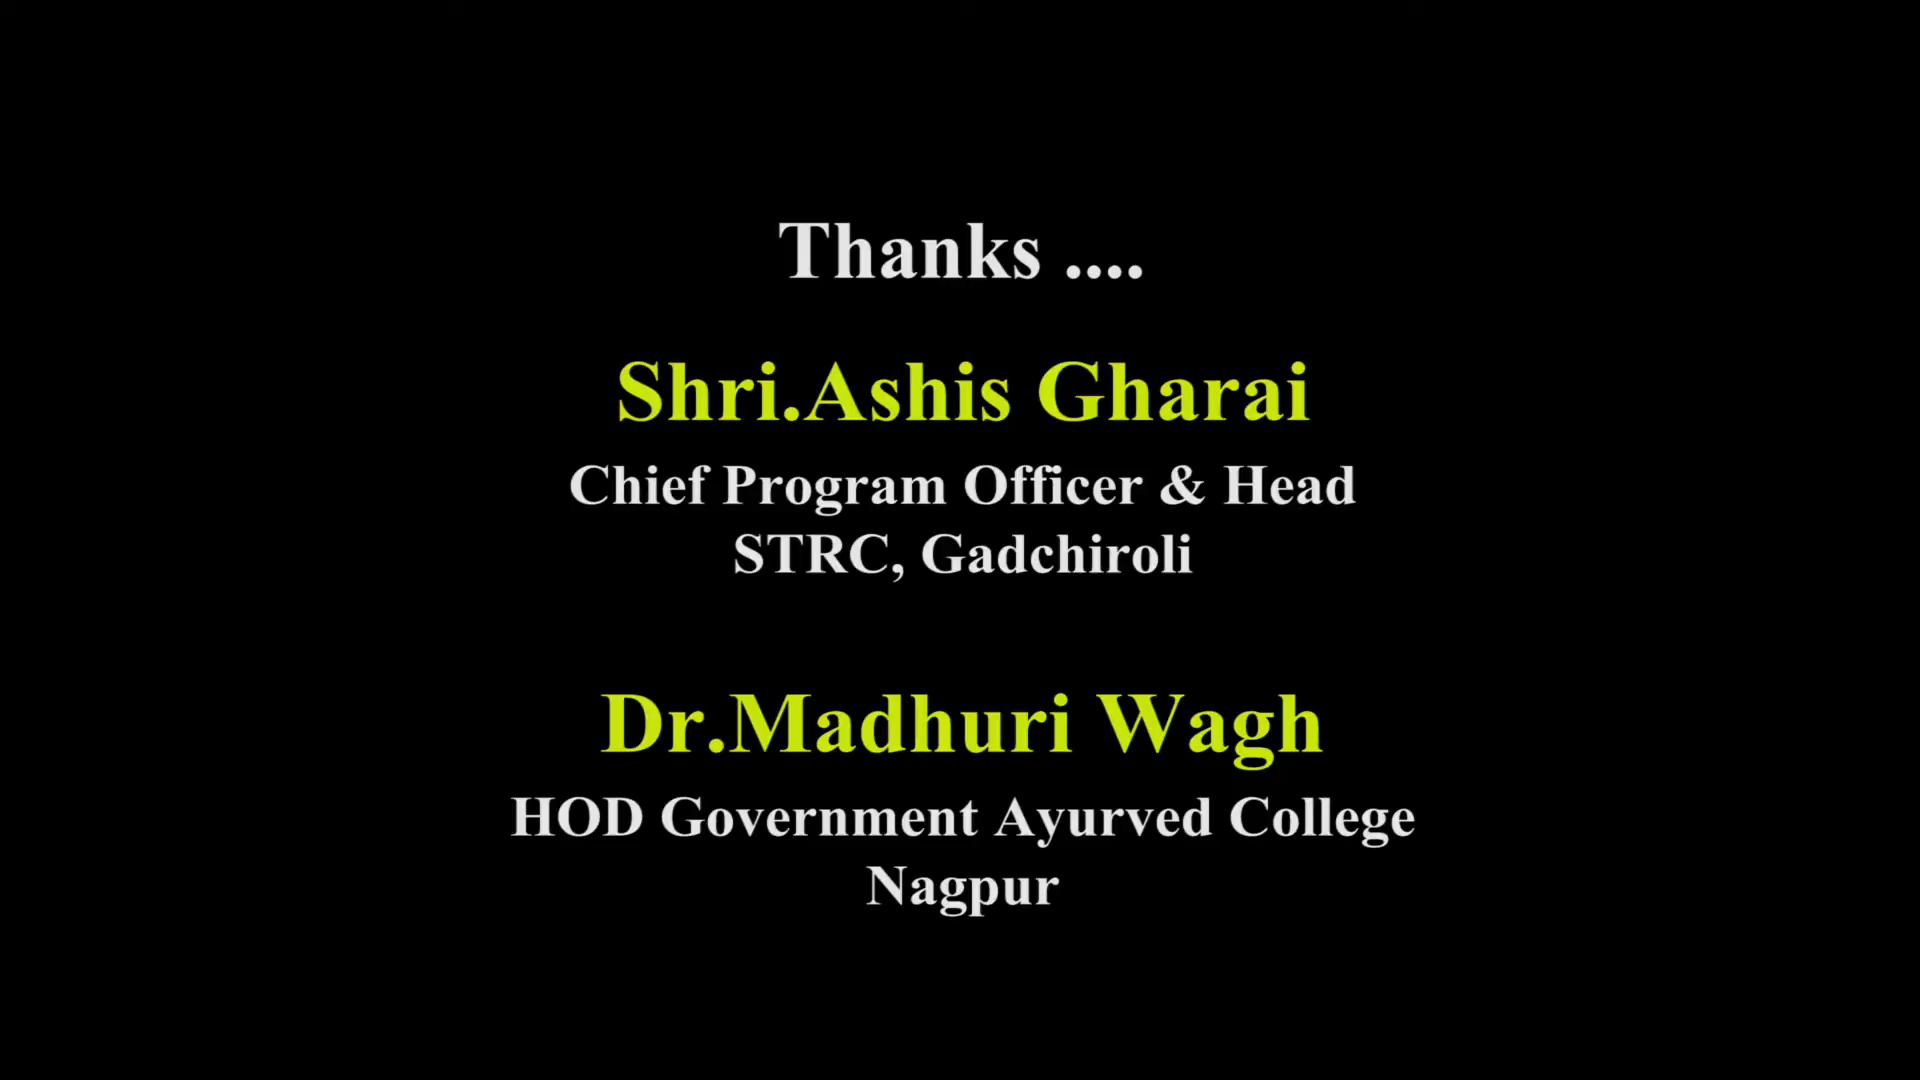 Thanks ....
Shri.Ashis Gharai
Chief Program Officer & Head
STRC, Gadchiroli
Dr.Madhuri Wagh
HOD Government Ayurved College
Nagpur